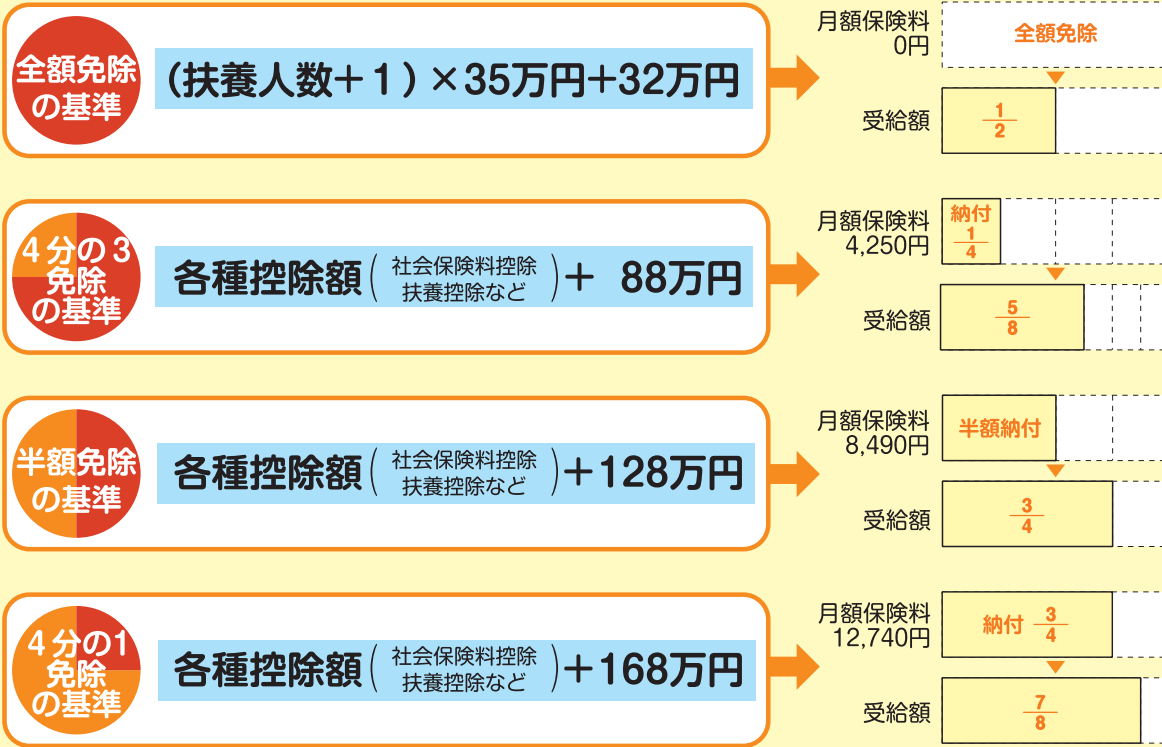 全額免除
の基準
(扶養人数+1)×35万円+32万円
月額保険料
0円
全額免除
受給額
1/2
4分の3
免除
の基準
各種控除額(社会保険料控除
扶養控除など)+ 88万円
月額保険料
4,250円
納付
1/4
受給額
5/8
半額免除
の基準
各種控除額(社会保険料控除
扶養控除など)+128万円
月額保険料
8,490円
半額納付
受給額
3/4
4分の1
免除
の基準
各種控除額(社会保険料控除
扶養控除など)+168万円
月額保険料
12,740円
納付 3/4
受給額
7/8